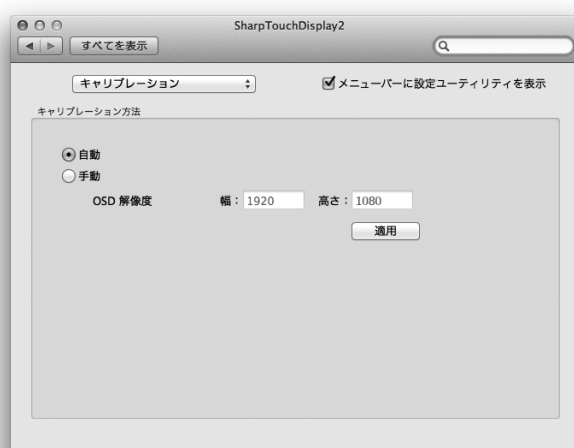 SharpTouchDisplay2
すべてを表示
キャリブレーション メニューバーに設定ユーティリティを表示
キャリブレーション方法
自動
手動
OSD 解像度 幅： 1920 高さ： 1080
適用